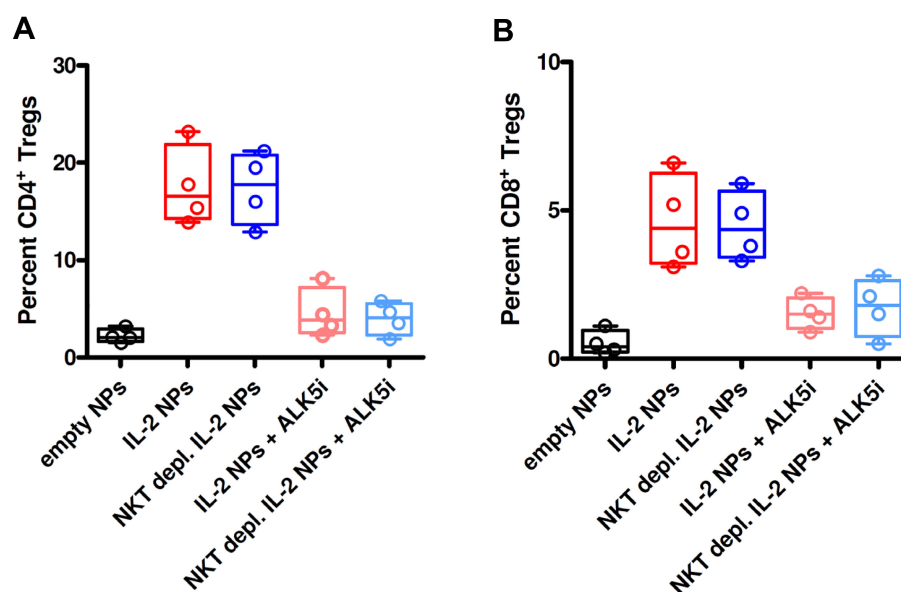 A
Percent CD4⁺ Tregs
30
20
10
0
empty NPs
IL-2 NPs
NKT depl. IL-2 NPs
IL-2 NPs + ALK5i
NKT depl. IL-2 NPs + ALK5i
B
Percent CD8⁺ Tregs
10
5
0
empty NPs
IL-2 NPs
NKT depl. IL-2 NPs
IL-2 NPs + ALK5i
NKT depl. IL-2 NPs + ALK5i